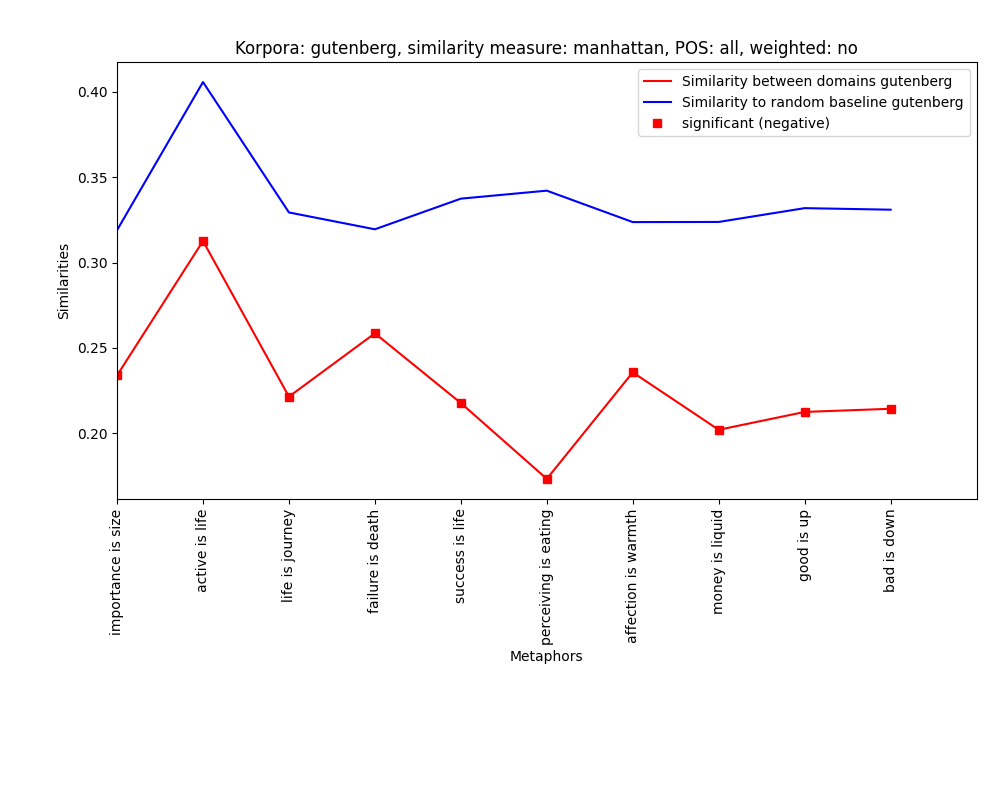 Korpora: gutenberg, similarity measure: manhattan, POS: all, weighted: no
Similarity between domains gutenberg
Similarity to random baseline gutenberg
significant (negative)
Similarities
0.40
0.35
0.30
0.25
0.20
importance is size
active is life
life is journey
failure is death
success is life
perceiving is eating
affection is warmth
money is liquid
good is up
bad is down
Metaphors